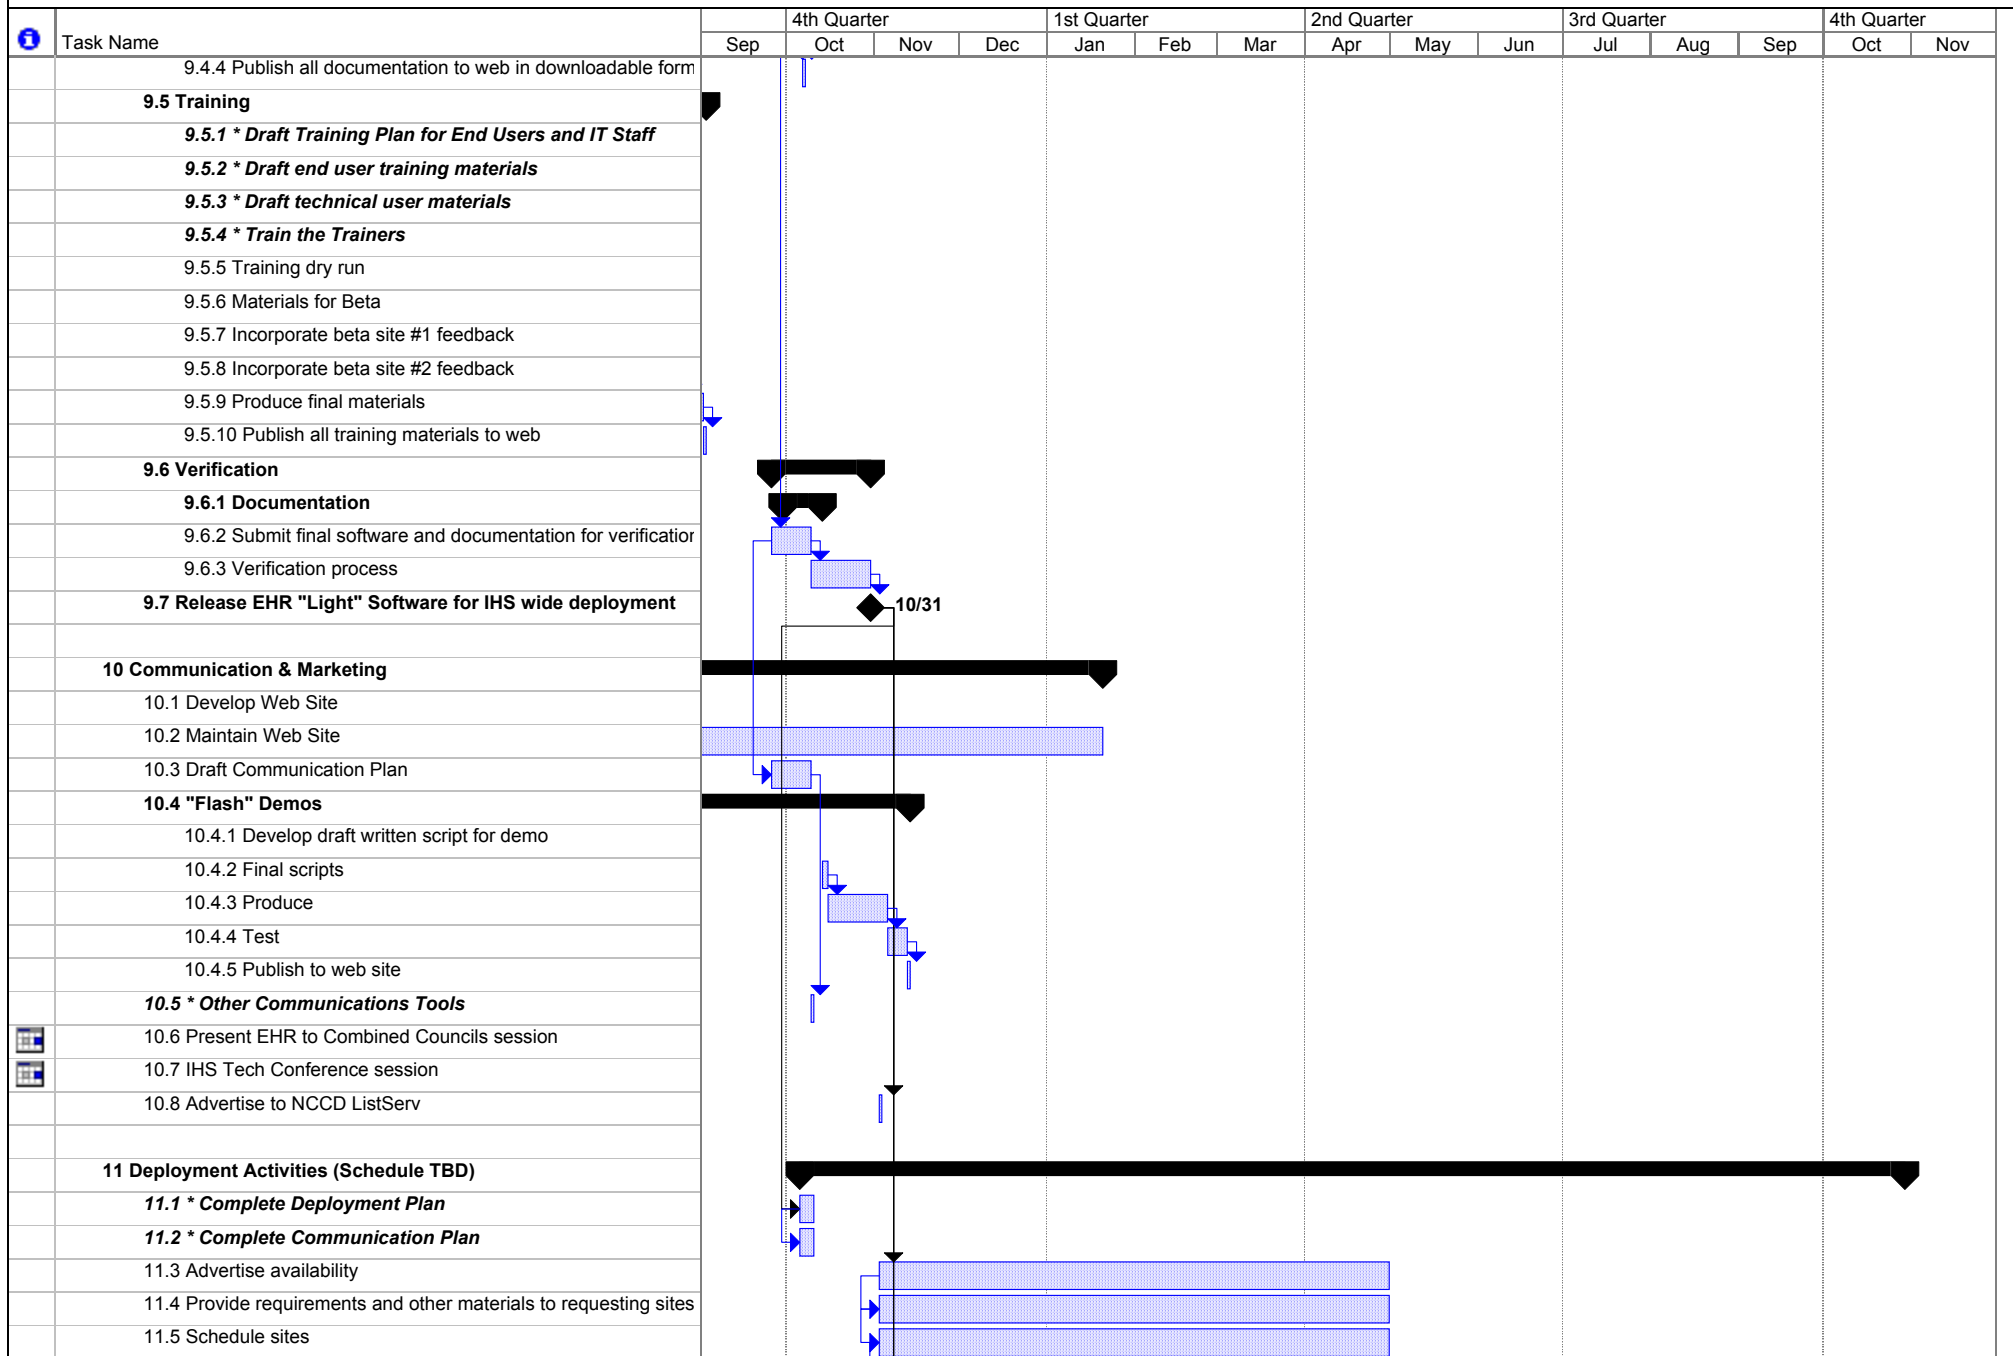 4th Quarter 1st Quarter 2nd Quarter 3rd Quarter 4th Quarter
Task Name Sep Oct Nov Dec Jan Feb Mar Apr May Jun Jul Aug Sep Oct Nov
9.4.4 Publish all documentation to web in downloadable form
9.5 Training
9.5.1 * Draft Training Plan for End Users and IT Staff
9.5.2 * Draft end user training materials
9.5.3 * Draft technical user materials
9.5.4 * Train the Trainers
9.5.5 Training dry run
9.5.6 Materials for Beta
9.5.7 Incorporate beta site #1 feedback
9.5.8 Incorporate beta site #2 feedback
9.5.9 Produce final materials
9.5.10 Publish all training materials to web
9.6 Verification
9.6.1 Documentation
9.6.2 Submit final software and documentation for verification
9.6.3 Verification process
9.7 Release EHR "Light" Software for IHS wide deployment 10/31
10 Communication & Marketing
10.1 Develop Web Site
10.2 Maintain Web Site
10.3 Draft Communication Plan
10.4 "Flash" Demos
10.4.1 Develop draft written script for demo
10.4.2 Final scripts
10.4.3 Produce
10.4.4 Test
10.4.5 Publish to web site
10.5 * Other Communications Tools
10.6 Present EHR to Combined Councils session
10.7 IHS Tech Conference session
10.8 Advertise to NCCD ListServ
11 Deployment Activities (Schedule TBD)
11.1 * Complete Deployment Plan
11.2 * Complete Communication Plan
11.3 Advertise availability
11.4 Provide requirements and other materials to requesting sites
11.5 Schedule sites